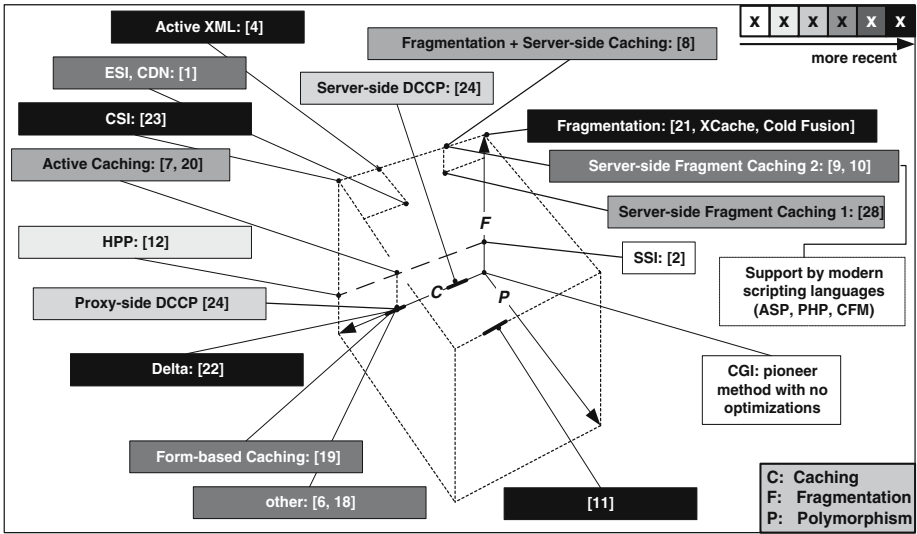 Active XML: [4]
Fragmentation + Server-side Caching: [8]
X X X X X X
more recent
ESI, CDN: [1]
Server-side DCCP: [24]
CSI: [23]
Fragmentation: [21, XCache, Cold Fusion]
Active Caching: [7, 20]
Server-side Fragment Caching 2: [9, 10]
Server-side Fragment Caching 1: [28]
F
HPP: [12]
SSI: [2]
Support by modern
scripting languages
(ASP, PHP, CFM)
C
P
Proxy-side DCCP [24]
Delta: [22]
CGI: pioneer
method with no
optimizations
Form-based Caching: [19]
other: [6, 18]
[11]
C: Caching
F: Fragmentation
P: Polymorphism